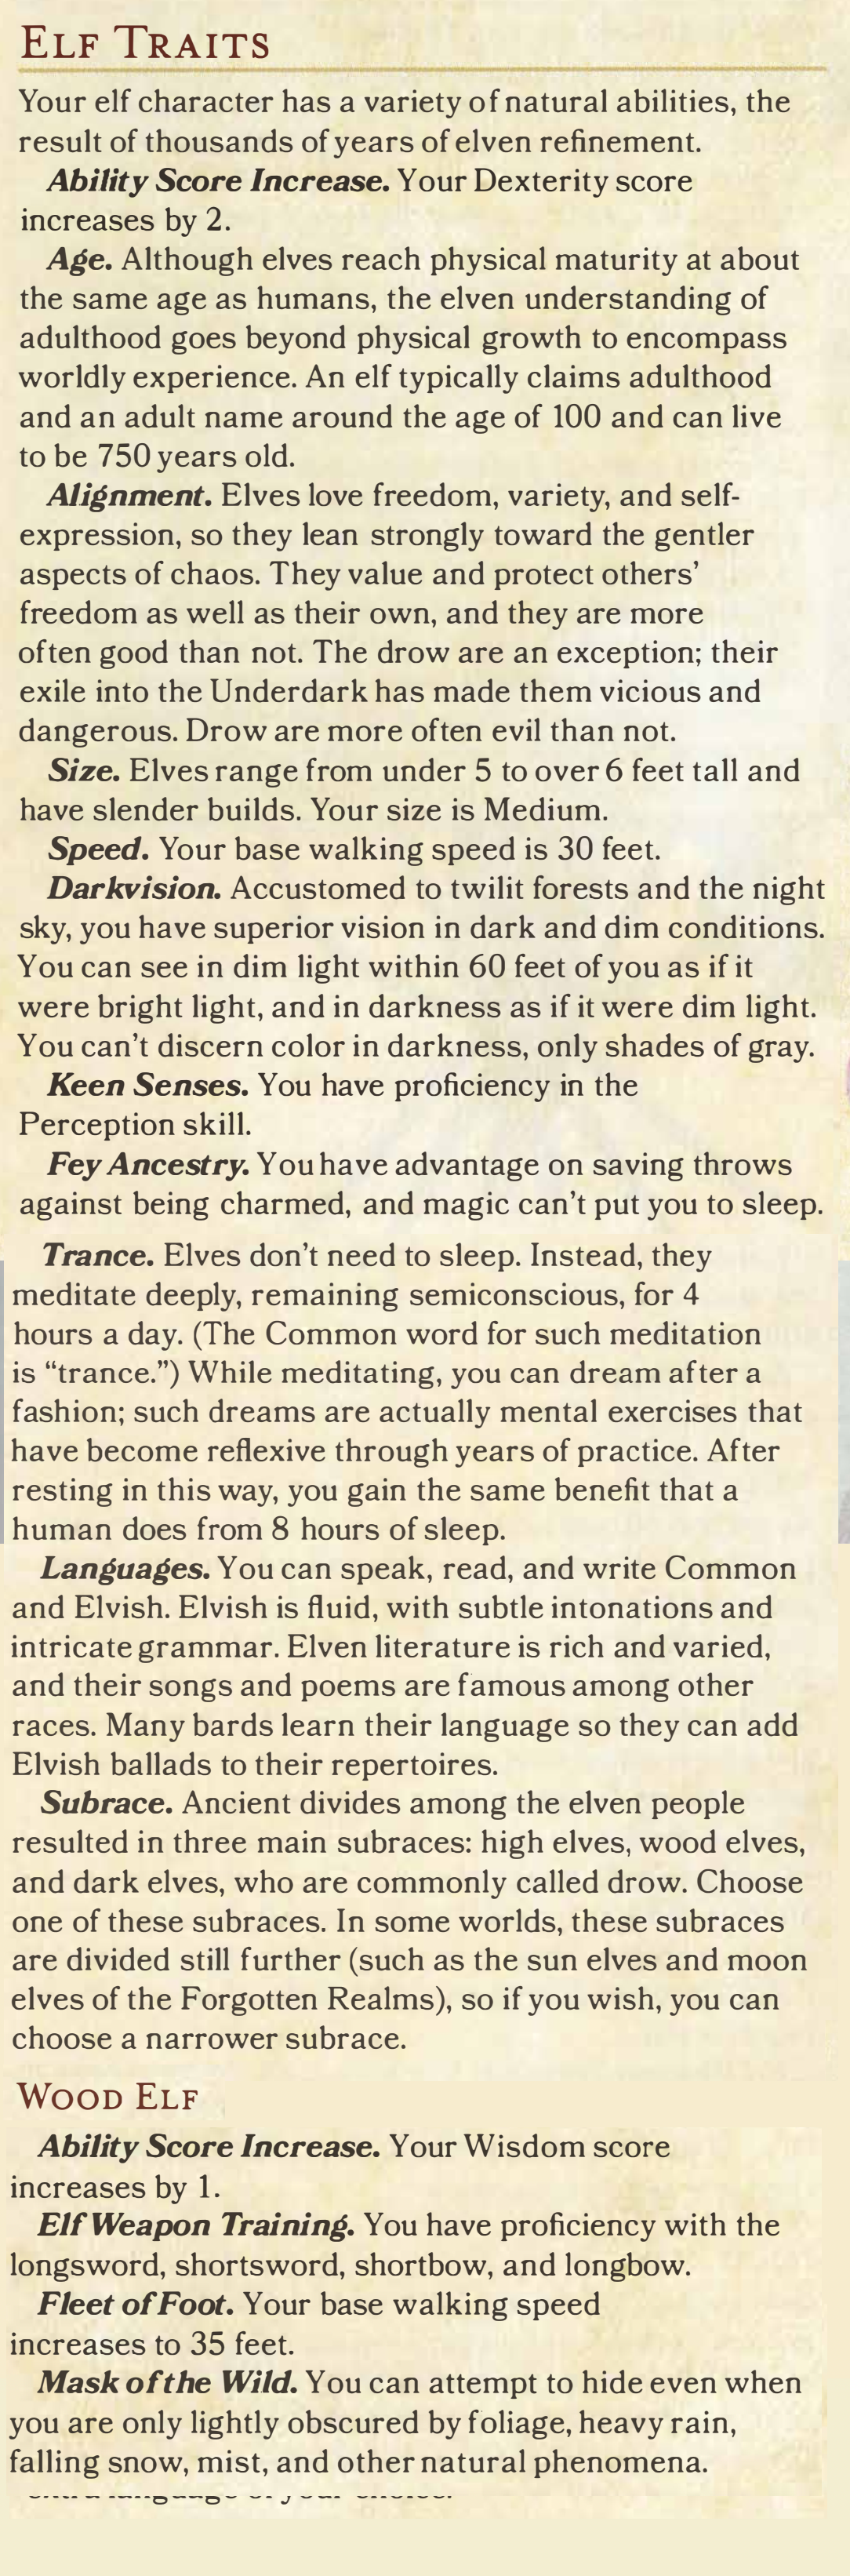 ELF TRAITS
Your elf character has a variety of natural abilities, the
result of thousands of years of elven refinement.
Ability Score Increase. Your Dexterity score
increases by 2.
Age. Although elves reach physical maturity at about
the same age as humans, the elven understanding of
adulthood goes beyond physical growth to encompass
worldly experience. An elf typically claims adulthood
and an adult name around the age of 100 and can live
to be 750 years old.
Alignment. Elves love freedom, variety, and self-
expression, so they lean strongly toward the gentler
aspects of chaos. They value and protect others’
freedom as well as their own, and they are more
often good than not. The drow are an exception; their
exile into the Underdark has made them vicious and
dangerous. Drow are more often evil than not.
Size. Elves range from under 5 to over 6 feet tall and
have slender builds. Your size is Medium.
Speed. Your base walking speed is 30 feet.
Darkvision. Accustomed to twilit forests and the night
sky, you have superior vision in dark and dim conditions.
You can see in dim light within 60 feet of you as if it
were bright light, and in darkness as if it were dim light.
You can’t discern color in darkness, only shades of gray.
Keen Senses. You have proficiency in the
Perception skill.
Fey Ancestry. You have advantage on saving throws
against being charmed, and magic can’t put you to sleep.
Trance. Elves don’t need to sleep. Instead, they
meditate deeply, remaining semiconscious, for 4
hours a day. (The Common word for such meditation
is “trance.”) While meditating, you can dream after a
fashion; such dreams are actually mental exercises that
have become reflexive through years of practice. After
resting in this way, you gain the same benefit that a
human does from 8 hours of sleep.
Languages. You can speak, read, and write Common
and Elvish. Elvish is fluid, with subtle intonations and
intricate grammar. Elven literature is rich and varied,
and their songs and poems are famous among other
races. Many bards learn their language so they can add
Elvish ballads to their repertoires.
Subrace. Ancient divides among the elven people
resulted in three main subraces: high elves, wood elves,
and dark elves, who are commonly called drow. Choose
one of these subraces. In some worlds, these subraces
are divided still further (such as the sun elves and moon
elves of the Forgotten Realms), so if you wish, you can
choose a narrower subrace.
WOOD ELF
Ability Score Increase. Your Wisdom score
increases by 1.
Elf Weapon Training. You have proficiency with the
longsword, shortsword, shortbow, and longbow.
Fleet of Foot. Your base walking speed
increases to 35 feet.
Mask of the Wild. You can attempt to hide even when
you are only lightly obscured by foliage, heavy rain,
falling snow, mist, and other natural phenomena.